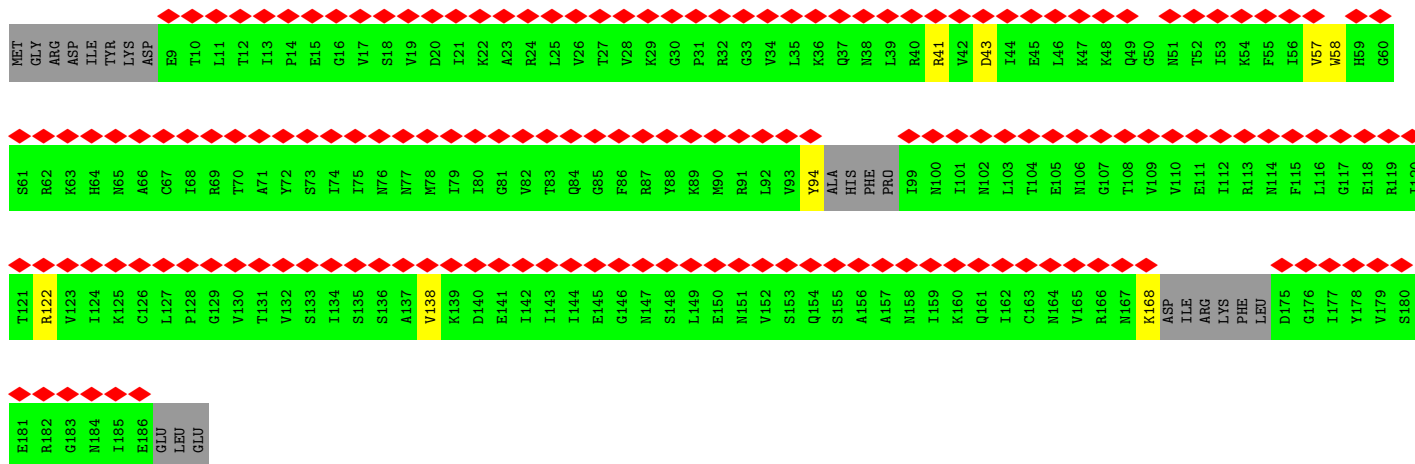 MET GLY ARG ASP ILE TYR LYS ASP E9 T10 L11 T12 I13 P14 E15 G16 V17 S18 V19 D20 I21 K22 A23 R24 L25 V26 T27 V28 K29 G30 P31 R32 G33 V34 L35 K36 Q37 N38 L39 R40 R41 V42 D43 I44 E45 L46 K47 K48 Q49 G50 N51 T52 I53 K54 F55 I56 V57 W58 H59 G60
S61 R62 K63 H64 N65 A66 C67 I68 R69 T70 A71 Y72 S73 I74 I75 N76 N77 M78 I79 I80 G81 V82 T83 Q84 G85 F86 R87 Y88 K89 M90 R91 L92 V93 Y94 ALA HIS PHE PRO I99 N100 I101 N102 L103 T104 E105 N106 G107 T108 V109 V110 E111 I112 R113 N114 F115 L116 G117 E118 R119 I120
T121 R122 V123 I124 K125 C126 L127 P128 G129 V130 T131 V132 S133 I134 S135 S136 A137 V138 K139 D140 E141 I142 I143 I144 E145 G146 N147 S148 L149 E150 N151 V152 S153 Q154 S155 A156 A157 N158 I159 K160 Q161 I162 C163 N164 V165 R166 N167 K168 ASP ILE ARG LYS PHE LEU D175 G176 I177 Y178 V179 S180
E181 R182 G183 N184 I185 E186 GLU LEU GLU